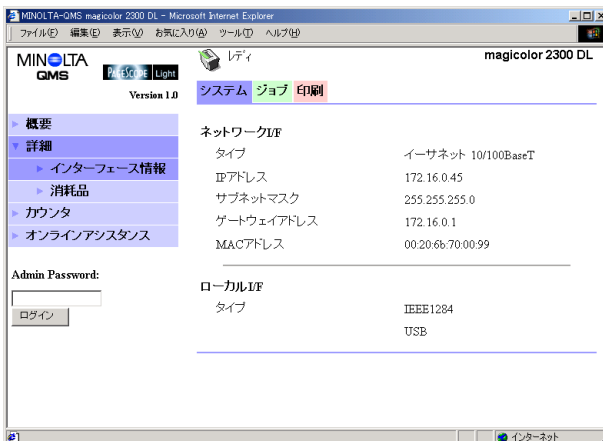 MINOLTA-QMS magicolor 2300 DL - Microsoft Internet Explorer
ファイル(F) 編集(E) 表示(V) お気に入り(A) ツール(T) ヘルプ(H)
MINOLTA
QMS
PAGESCOPE Light
Version 1.0
レディ
magicolor 2300 DL
システム ジョブ 印刷
概要
詳細
インターフェース情報
消耗品
カウンタ
オンラインアシスタンス
Admin Password:
ログイン
ネットワークI/F
タイプ イーサネット 10/100BaseT
IPアドレス 172.16.0.45
サブネットマスク 255.255.255.0
ゲートウェイアドレス 172.16.0.1
MACアドレス 00:20:6b:70:00:99
ローカルI/F
タイプ IEEE1284
USB
インターネット